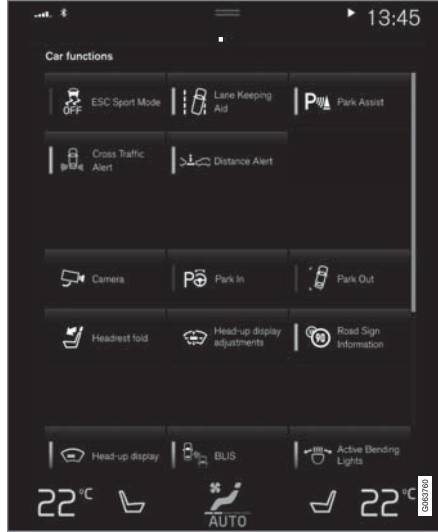 13:45
Car functions
OFF ESC Sport Mode
Lane Keeping
Aid
P Park Assist
Cross Traffic
Alert
Distance Alert
Camera
P Park In
Park Out
Headrest fold
Head-up display
adjustments
90 Road Sign
Information
Head-up display
BLIS
Active Bending
Lights
22°C
AUTO
22°C
G063760